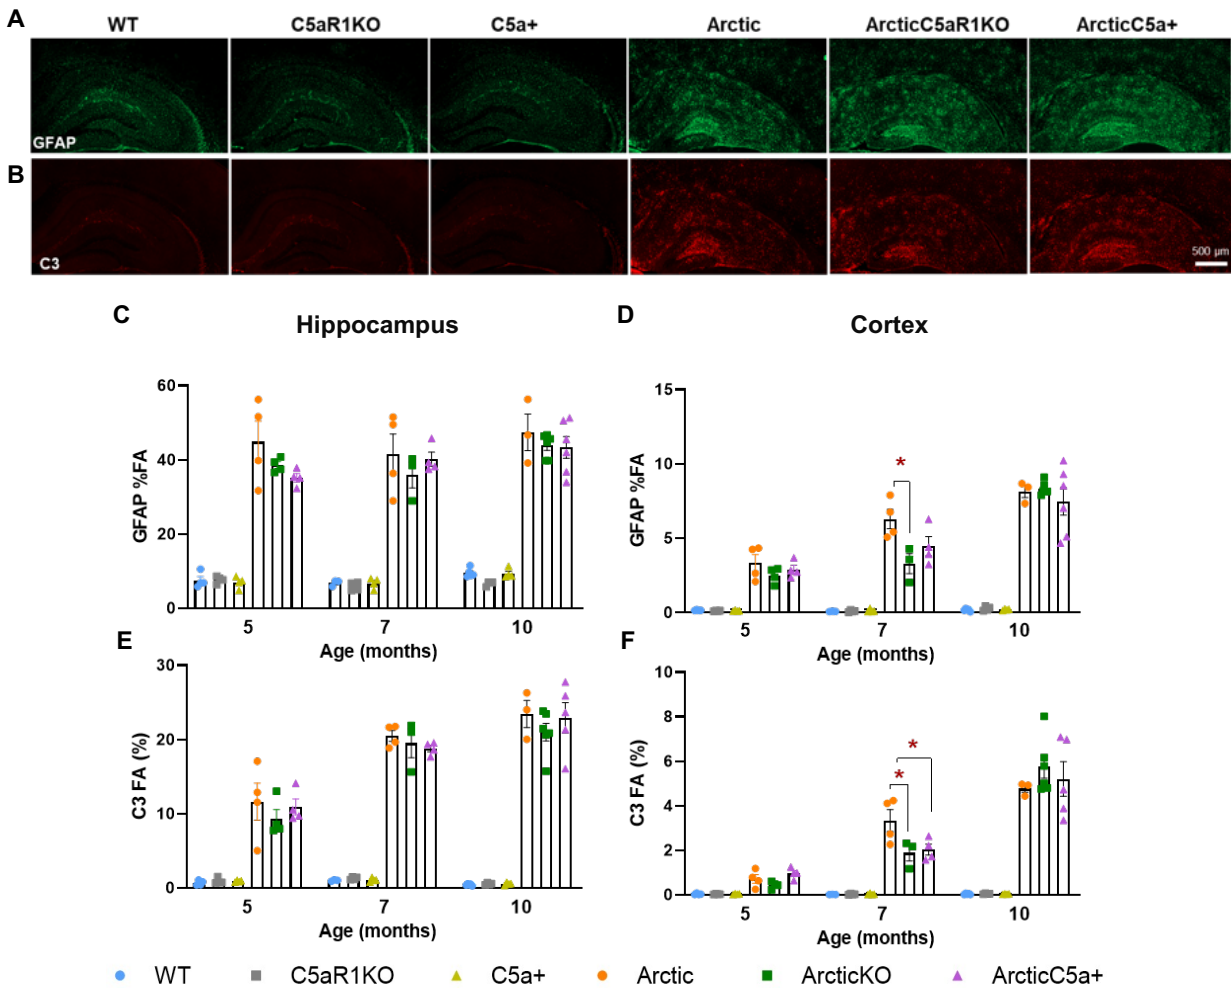 A
WT C5aR1KO C5a+ Arctic ArcticC5aR1KO ArcticC5a+
GFAP
B
C3
500 µm
C Hippocampus D Cortex
60
40
20
0
GFAP %FA
5 7 10
Age (months)
15
10
5
0
GFAP %FA
*
5 7 10
Age (months)
E
30
20
10
0
C3 FA (%)
5 7 10
Age (months)
F
10
8
6
4
2
0
C3 FA (%)
*
*
5 7 10
Age (months)
WT C5aR1KO C5a+ Arctic ArcticKO ArcticC5a+